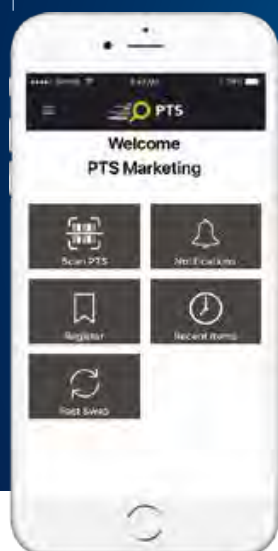 PTS
Welcome
PTS Marketing
Scan PTS
Notifications
Register
Recent Items
Fast Swap